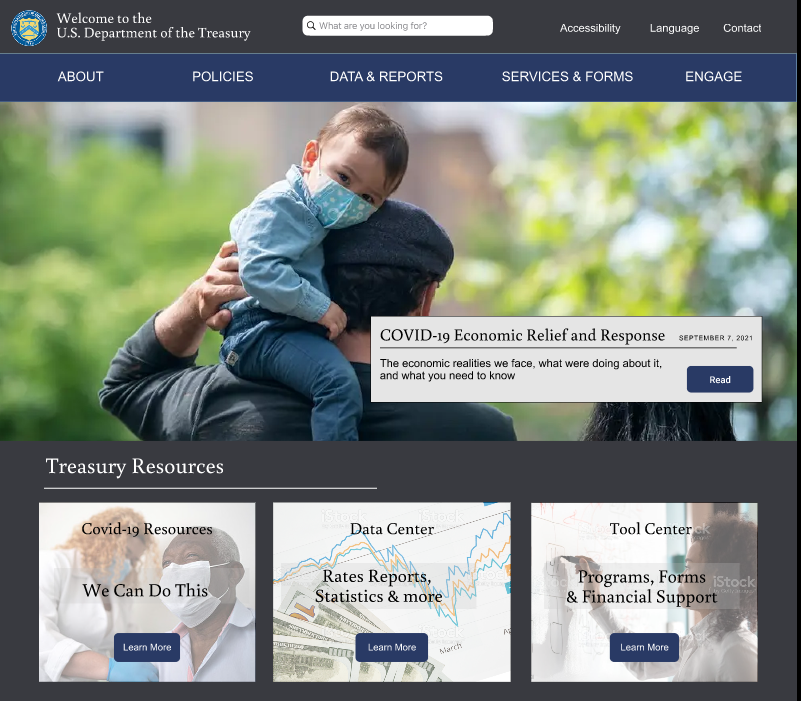 Welcome to the
U.S. Department of the Treasury
What are you looking for?
Accessibility
Language
Contact
ABOUT
POLICIES
DATA & REPORTS
SERVICES & FORMS
ENGAGE
COVID-19 Economic Relief and Response
SEPTEMBER 7, 2021
The economic realities we face, what were doing about it,
and what you need to know
Read
Treasury Resources
Covid-19 Resources
We Can Do This
Learn More
Data Center
Rates Reports,
Statistics & more
March
Learn More
Tool Center
Programs, Forms
& Financial Support
iStock
Learn More